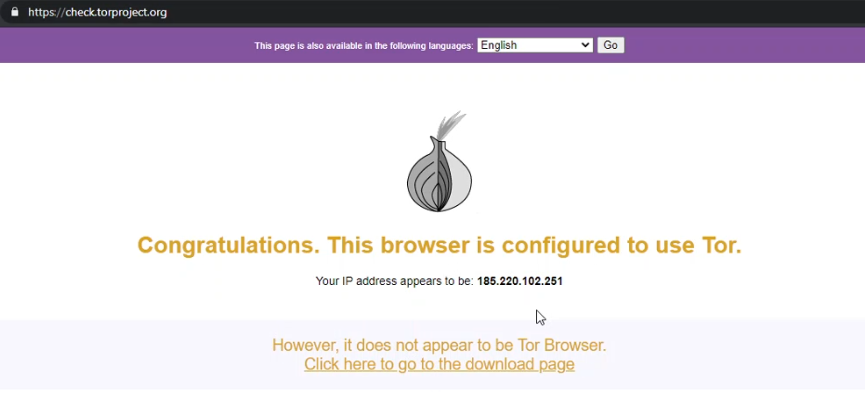 https://check.torproject.org
This page is also available in the following languages: English Go
Congratulations. This browser is configured to use Tor.
Your IP address appears to be: 185.220.102.251
However, it does not appear to be Tor Browser.
Click here to go to the download page